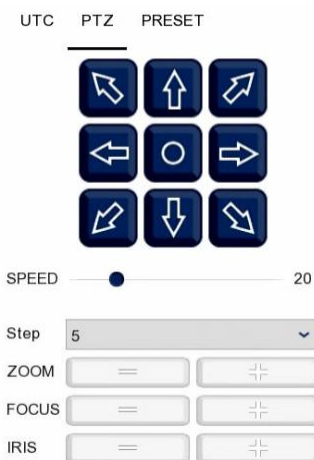 UTC PTZ PRESET
SPEED 20
Step 5
ZOOM
FOCUS
IRIS